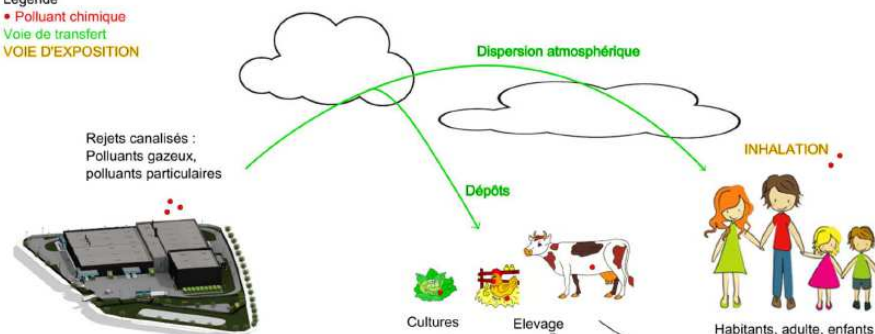 Légende
Polluant chimique
Voie de transfert
VOIE D'EXPOSITION
Dispersion atmosphérique
Rejets canalisés :
Polluants gazeux,
polluants particulaires
INHALATION
Dépôts
Cultures
Elevage
Habitants, adulte, enfants